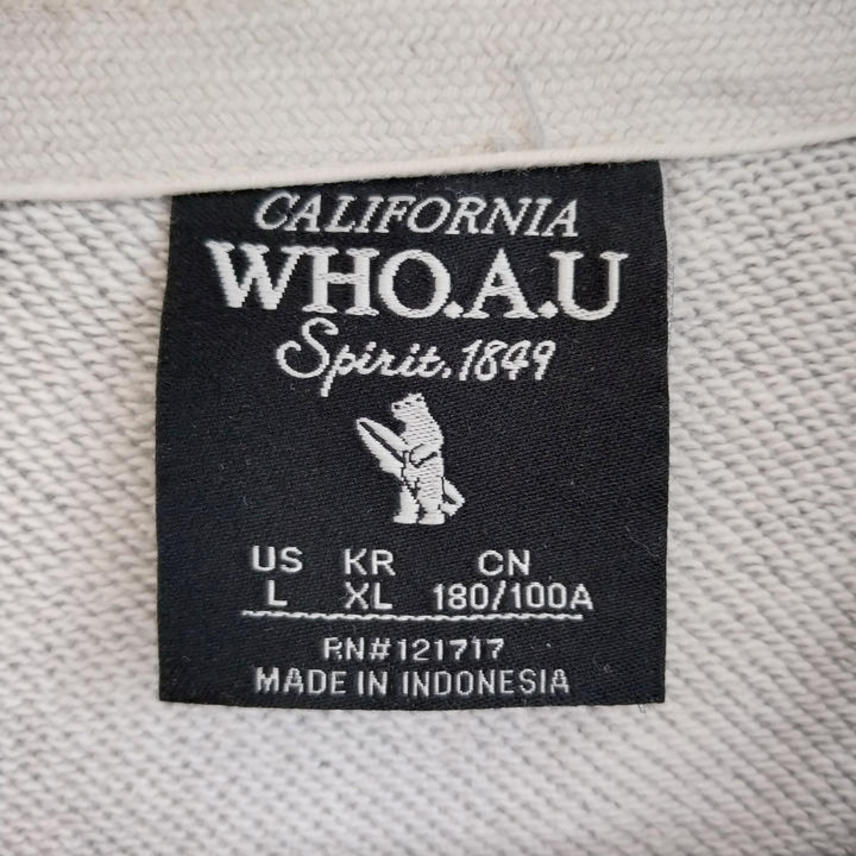 CALIFORNIA
WHO.A.U
Spirit.1849
US KR CN
L XL 180/100A
RN#121717
MADE IN INDONESIA